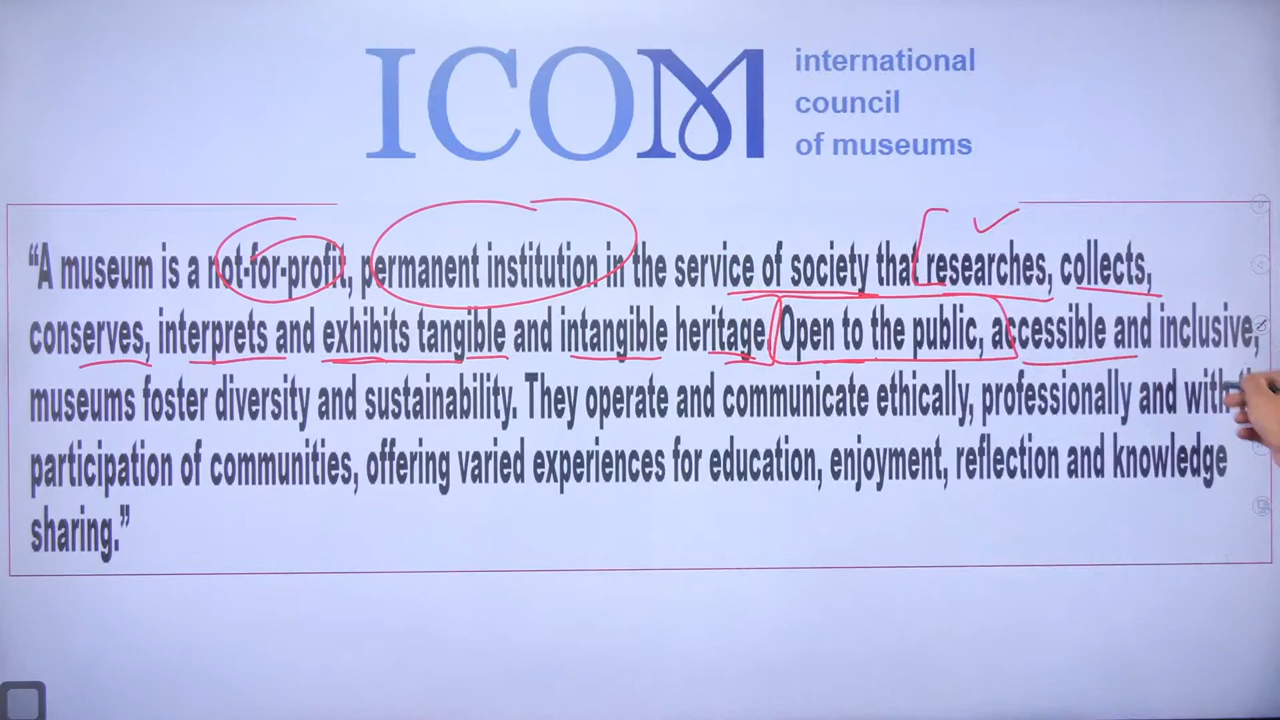 ICOM
international
council
of museums
“A museum is a not-for-profit, permanent institution in the service of society that researches, collects,
conserves, interprets and exhibits tangible and intangible heritage. Open to the public, accessible and inclusive,
museums foster diversity and sustainability. They operate and communicate ethically, professionally and with
participation of communities, offering varied experiences for education, enjoyment, reflection and knowledge
sharing.”